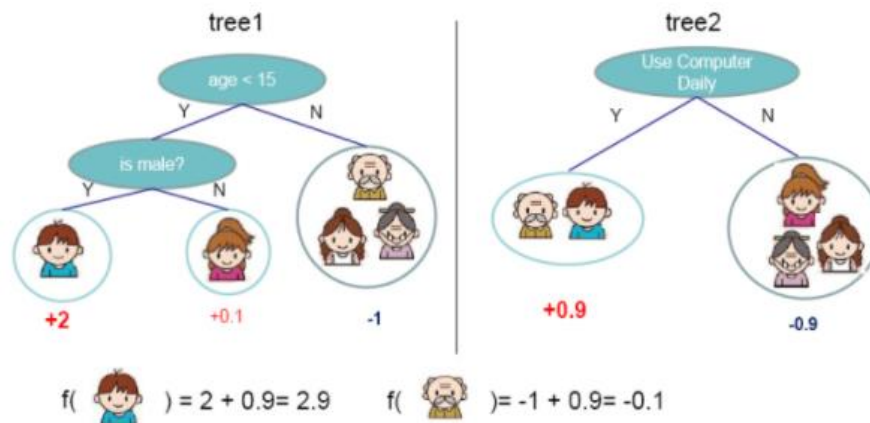 tree1
tree2
age < 15
Use Computer
Daily
Y
N
Y
N
is male?
Y
N
+2
+0.1
-1
+0.9
-0.9
f( ) = 2 + 0.9= 2.9
f( )= -1 + 0.9= -0.1